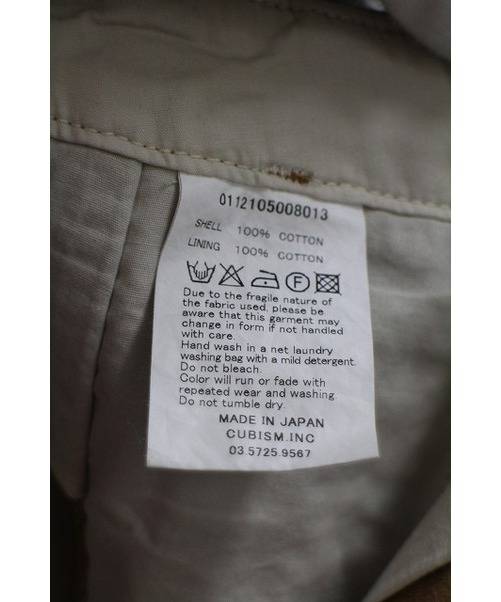 0112105008013
SHELL 100% COTTON
LINING 100% COTTON
F
Due to the fragile nature of
the fabric used, please be
aware that this garment may
change in form if not handled
with care.
Hand wash in a net laundry
washing bag with a mild detergent.
Do not bleach.
Color will run or fade with
repeated wear and washing.
Do not tumble dry.
MADE IN JAPAN
CUBISM.INC
03.5725.9567